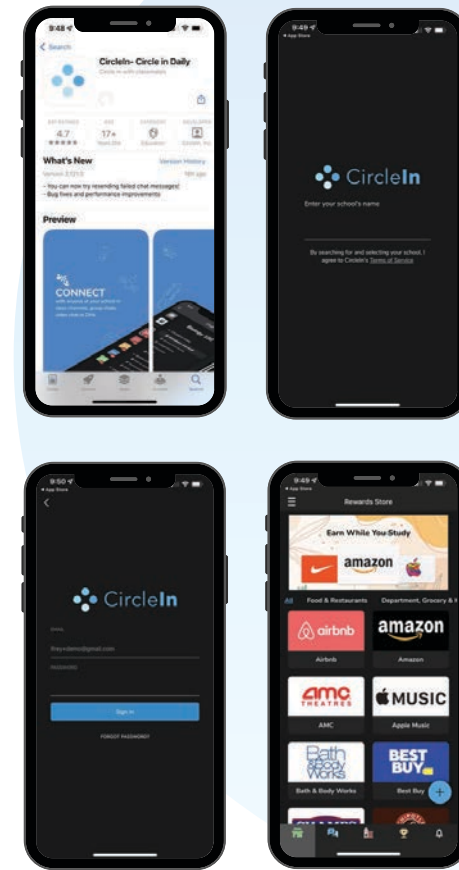 9:48
Search
CircleIn- Circle in Daily
Circle in with classmates
4.7
17+
What's New
Version History
- You can now try resending failed chat messages!
- Bug fixes and performance improvements
Preview
CONNECT
Search
9:49
App Store
CircleIn
Enter your school's name
By searching for and selecting your school, I
agree to CircleIn's Terms of Service
9:50
App Store
CircleIn
Sign in
FORGOT PASSWORD?
9:49
App Store
Rewards Store
Earn While You Study
amazon
All Food & Restaurants Department, Grocery &
airbnb
amazon
Airbnb
Amazon
amc
THEATRES
MUSIC
AMC
Apple Music
Bath
&Body
Works
BEST
BUY
Bath & Body Works
Best Buy